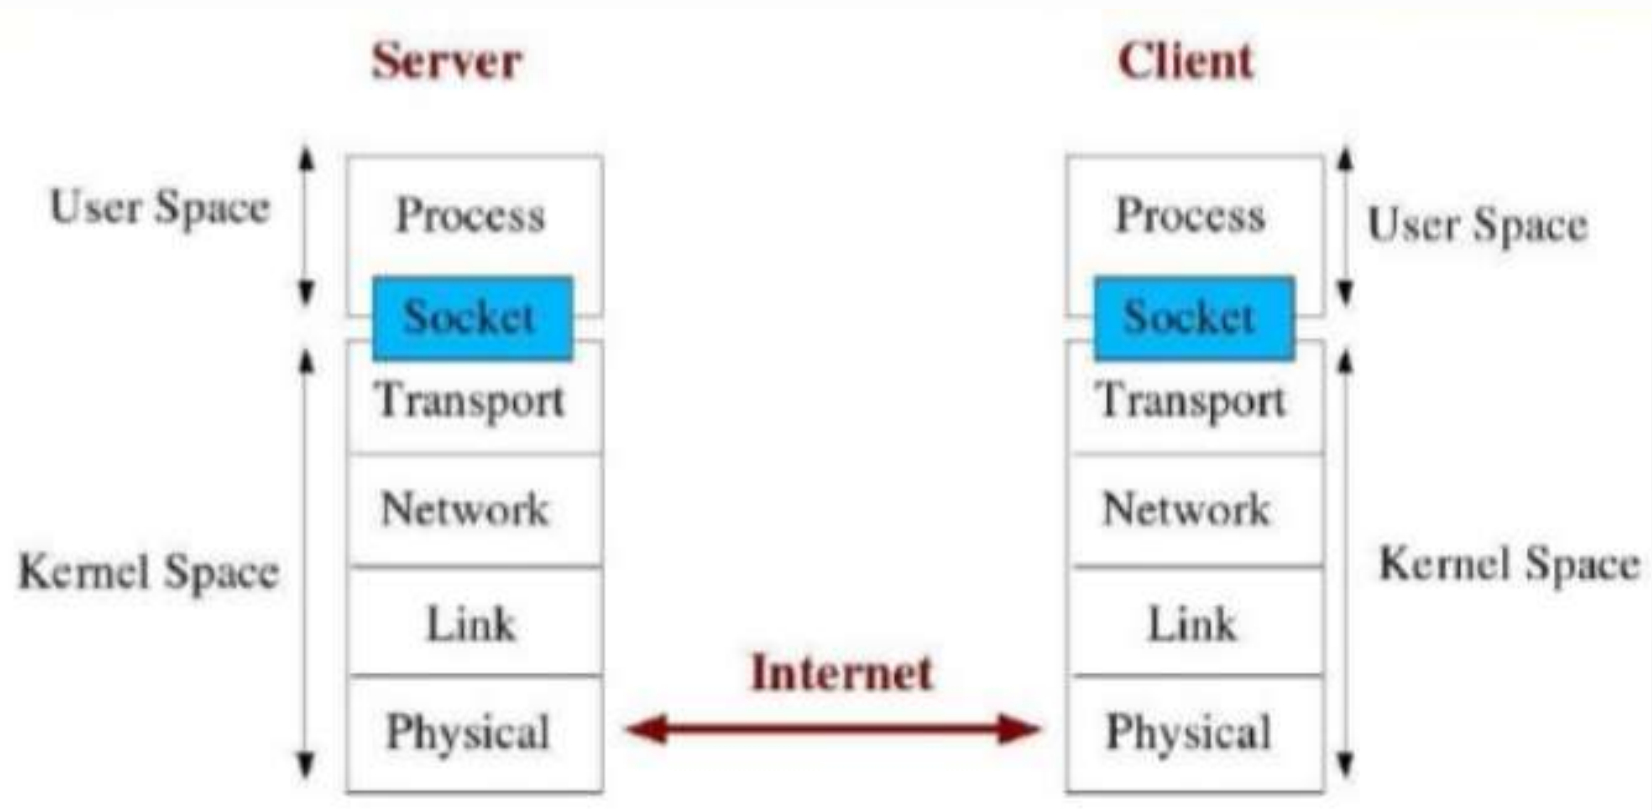 Server
Client
User Space
Process
Socket
Kernel Space
Transport
Network
Link
Physical
Internet
Process
User Space
Socket
Transport
Network
Kernel Space
Link
Physical